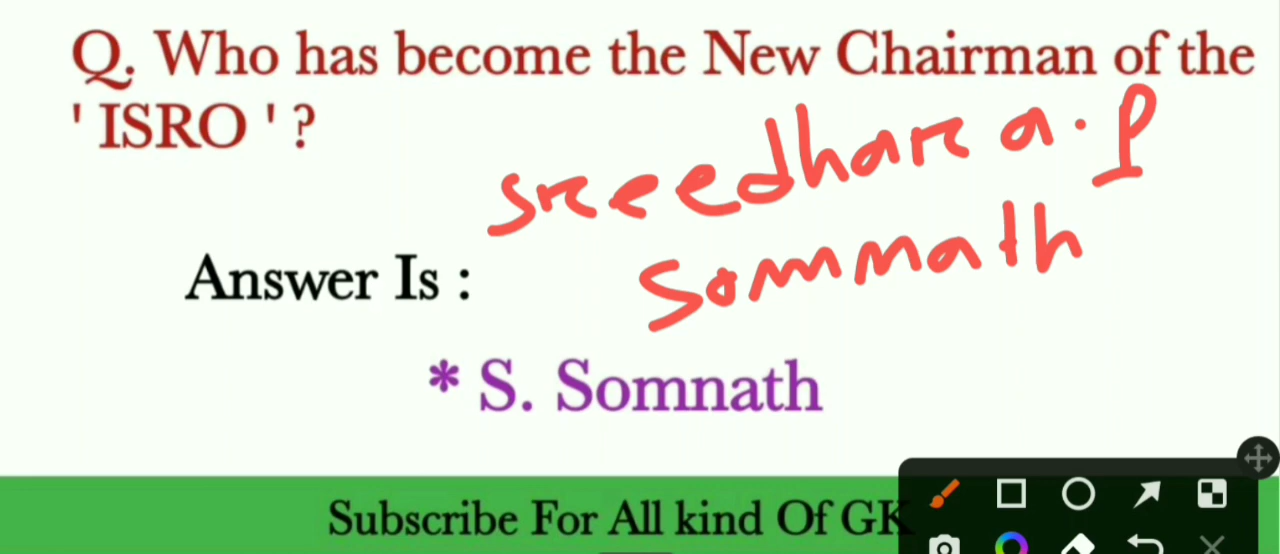 Q. Who has become the New Chairman of the
' ISRO ' ?
sreedhara.P
Somnath
Answer Is :
* S. Somnath
Subscribe For All kind Of GK